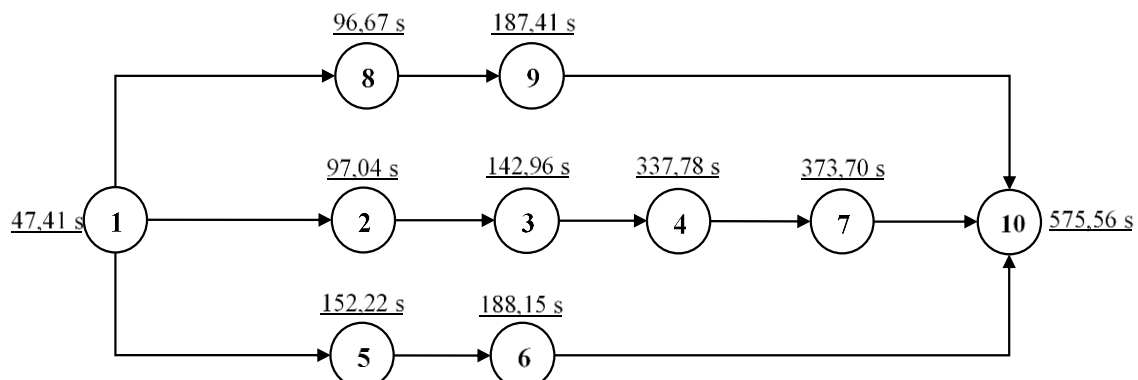 96,67 s 187,41 s
8 9
97,04 s 142,96 s 337,78 s 373,70 s
47,41 s 1 2 3 4 7 10 575,56 s
152,22 s 188,15 s
5 6